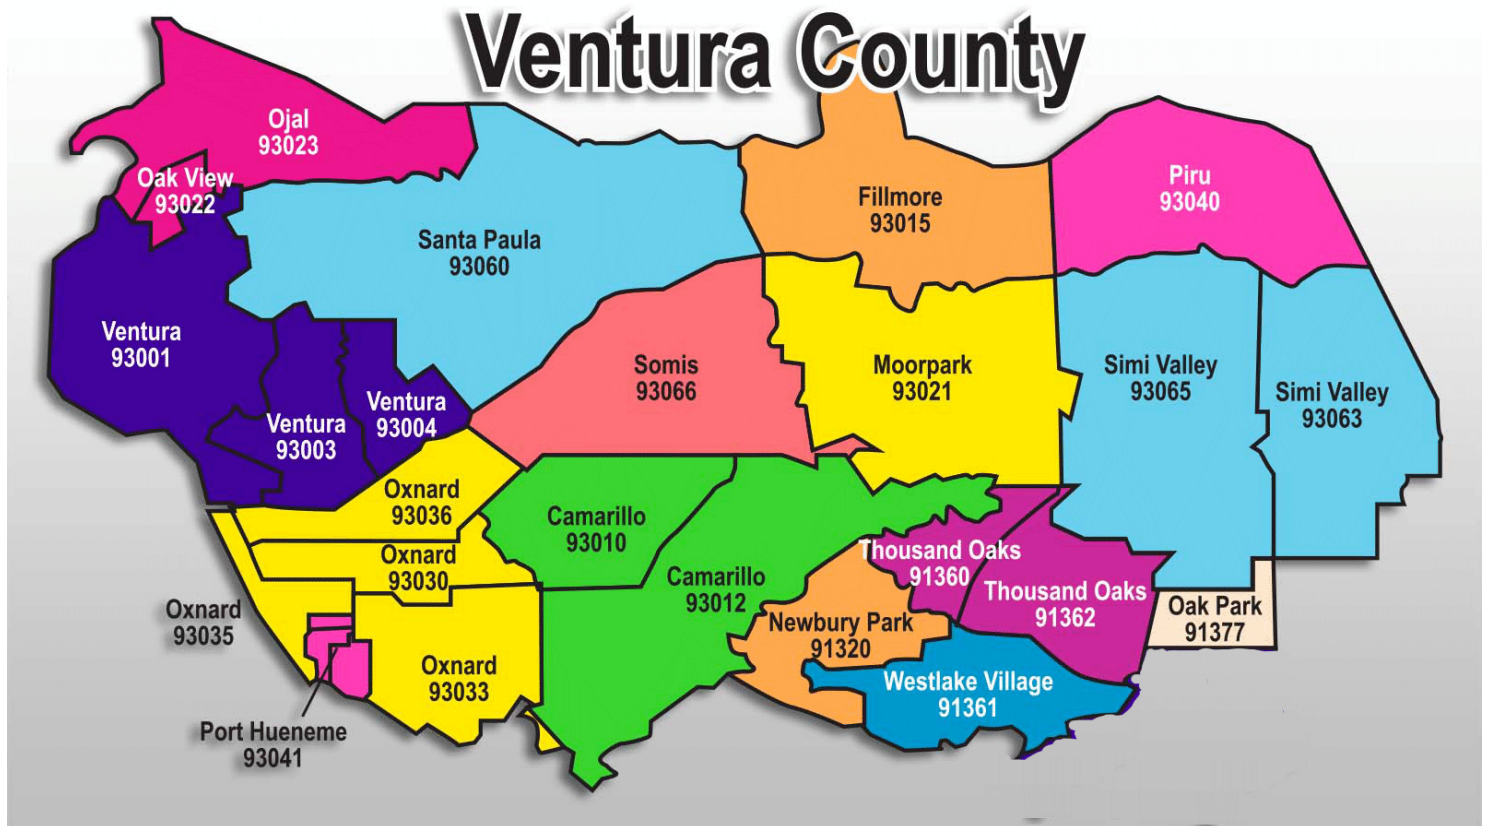 Ventura County
Ojal
93023
Oak View
93022
Santa Paula
93060
Fillmore
93015
Piru
93040
Ventura
93001
Ventura
93003
Ventura
93004
Somis
93066
Moorpark
93021
Simi Valley
93065
Simi Valley
93063
Oxnard
93036
Oxnard
93030
Camarillo
93010
Camarillo
93012
Thousand Oaks
91360
Thousand Oaks
91362
Oak Park
91377
Oxnard
93035
Newbury Park
91320
Oxnard
93033
Westlake Village
91361
Port Hueneme
93041